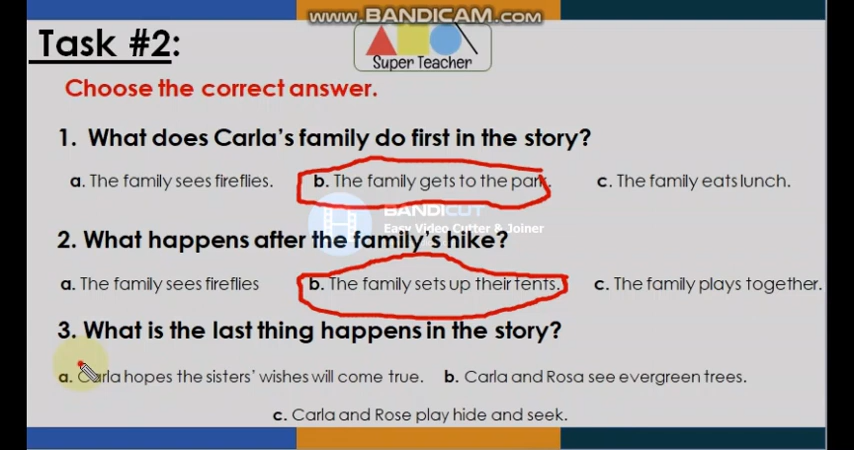 www.BANDICAM.com
Task #2:
Super Teacher
Choose the correct answer.
1. What does Carla's family do first in the story?
a. The family sees fireflies. b. The family gets to the park. c. The family eats lunch.
BANDICUT
Easy Video Cutter & Joiner
2. What happens after the family's hike?
a. The family sees fireflies b. The family sets up their tents. c. The family plays together.
3. What is the last thing happens in the story?
a. Carla hopes the sisters' wishes will come true. b. Carla and Rosa see evergreen trees.
c. Carla and Rose play hide and seek.